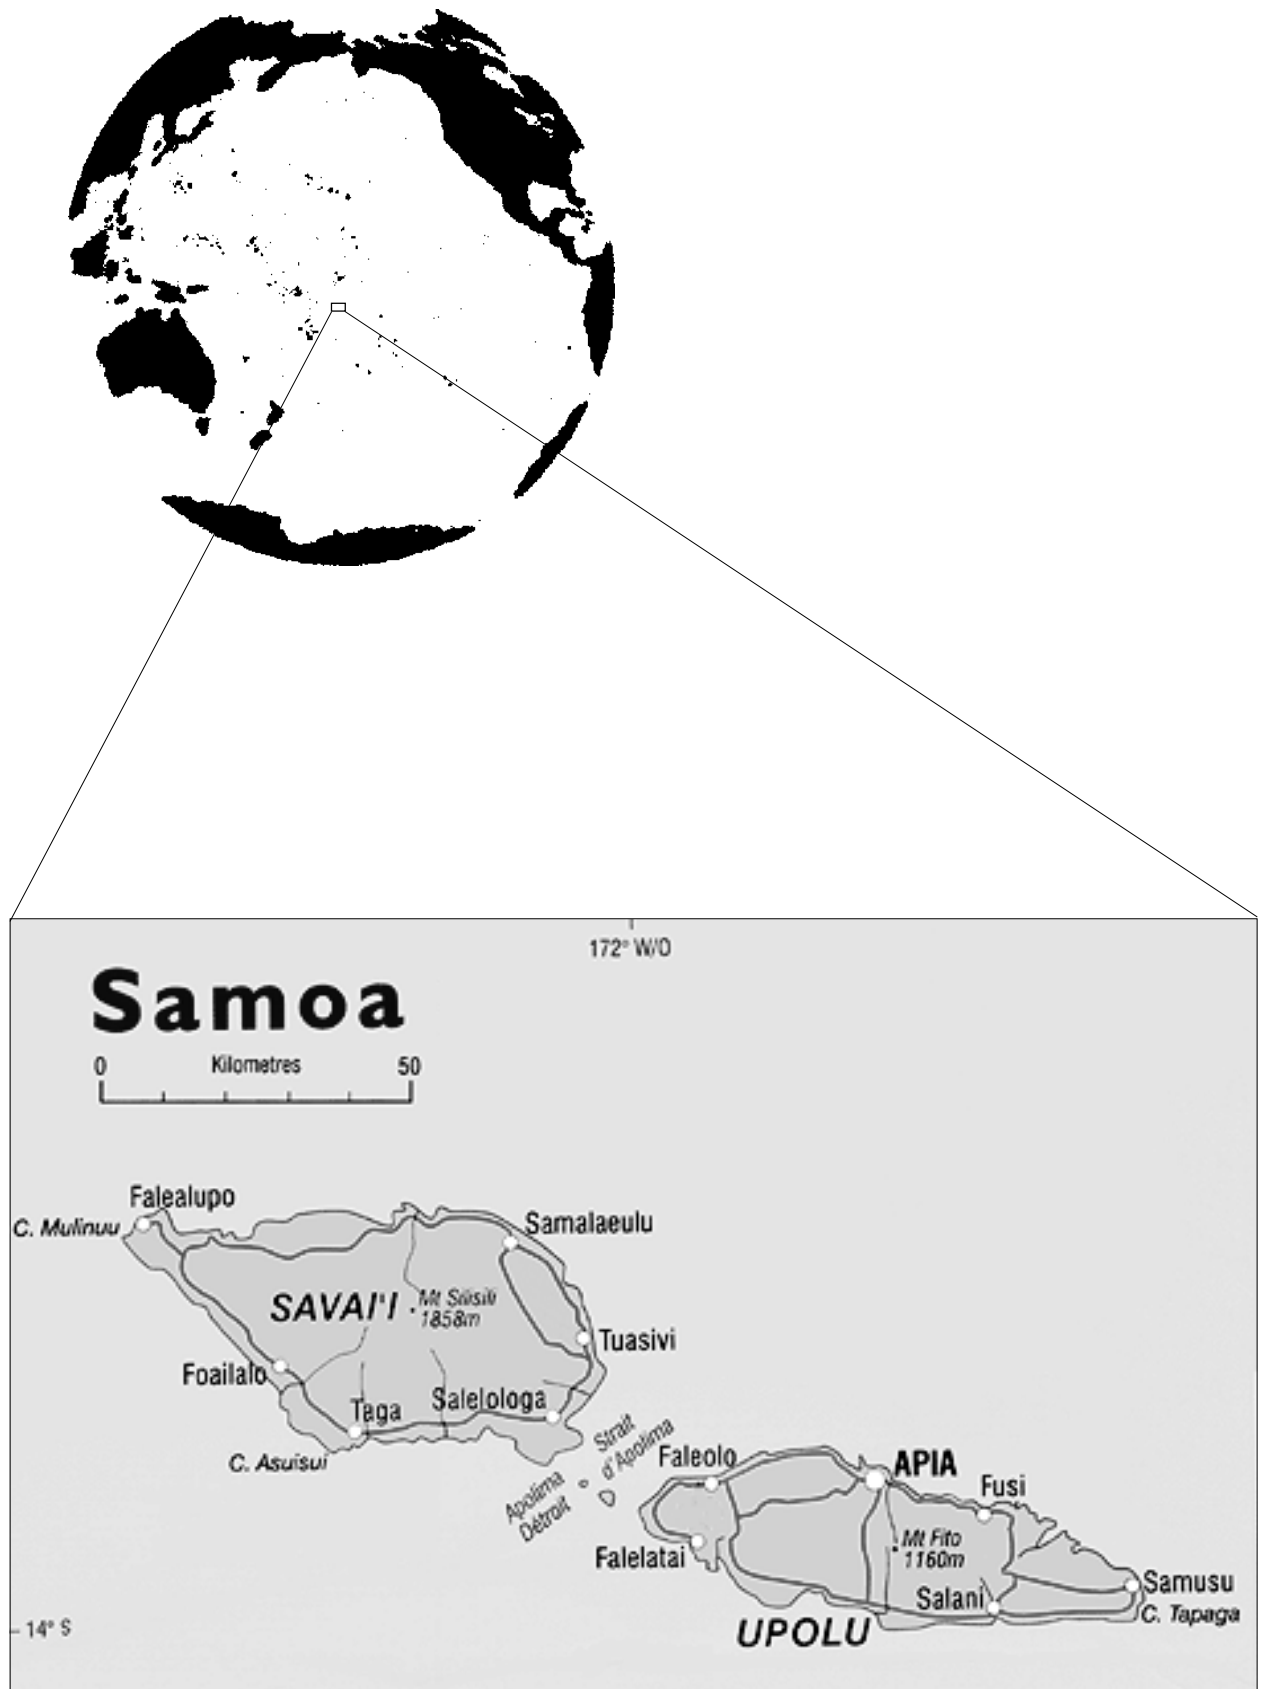 172° W/O
Samoa
0 Kilometres 50
Falealupo
C. Mulinuu
Samalaeulu
SAVAI'I
Mt Silisili
1858m
Tuasivi
Foailalo
Taga
Salelologa
C. Asuisui
Strait
d'Apolima
Apolima
Détroit
Faleolo
APIA
Fusi
Falelatai
Mt Fito
1160m
Salani
Samusu
C. Tapaga
UPOLU
14° S